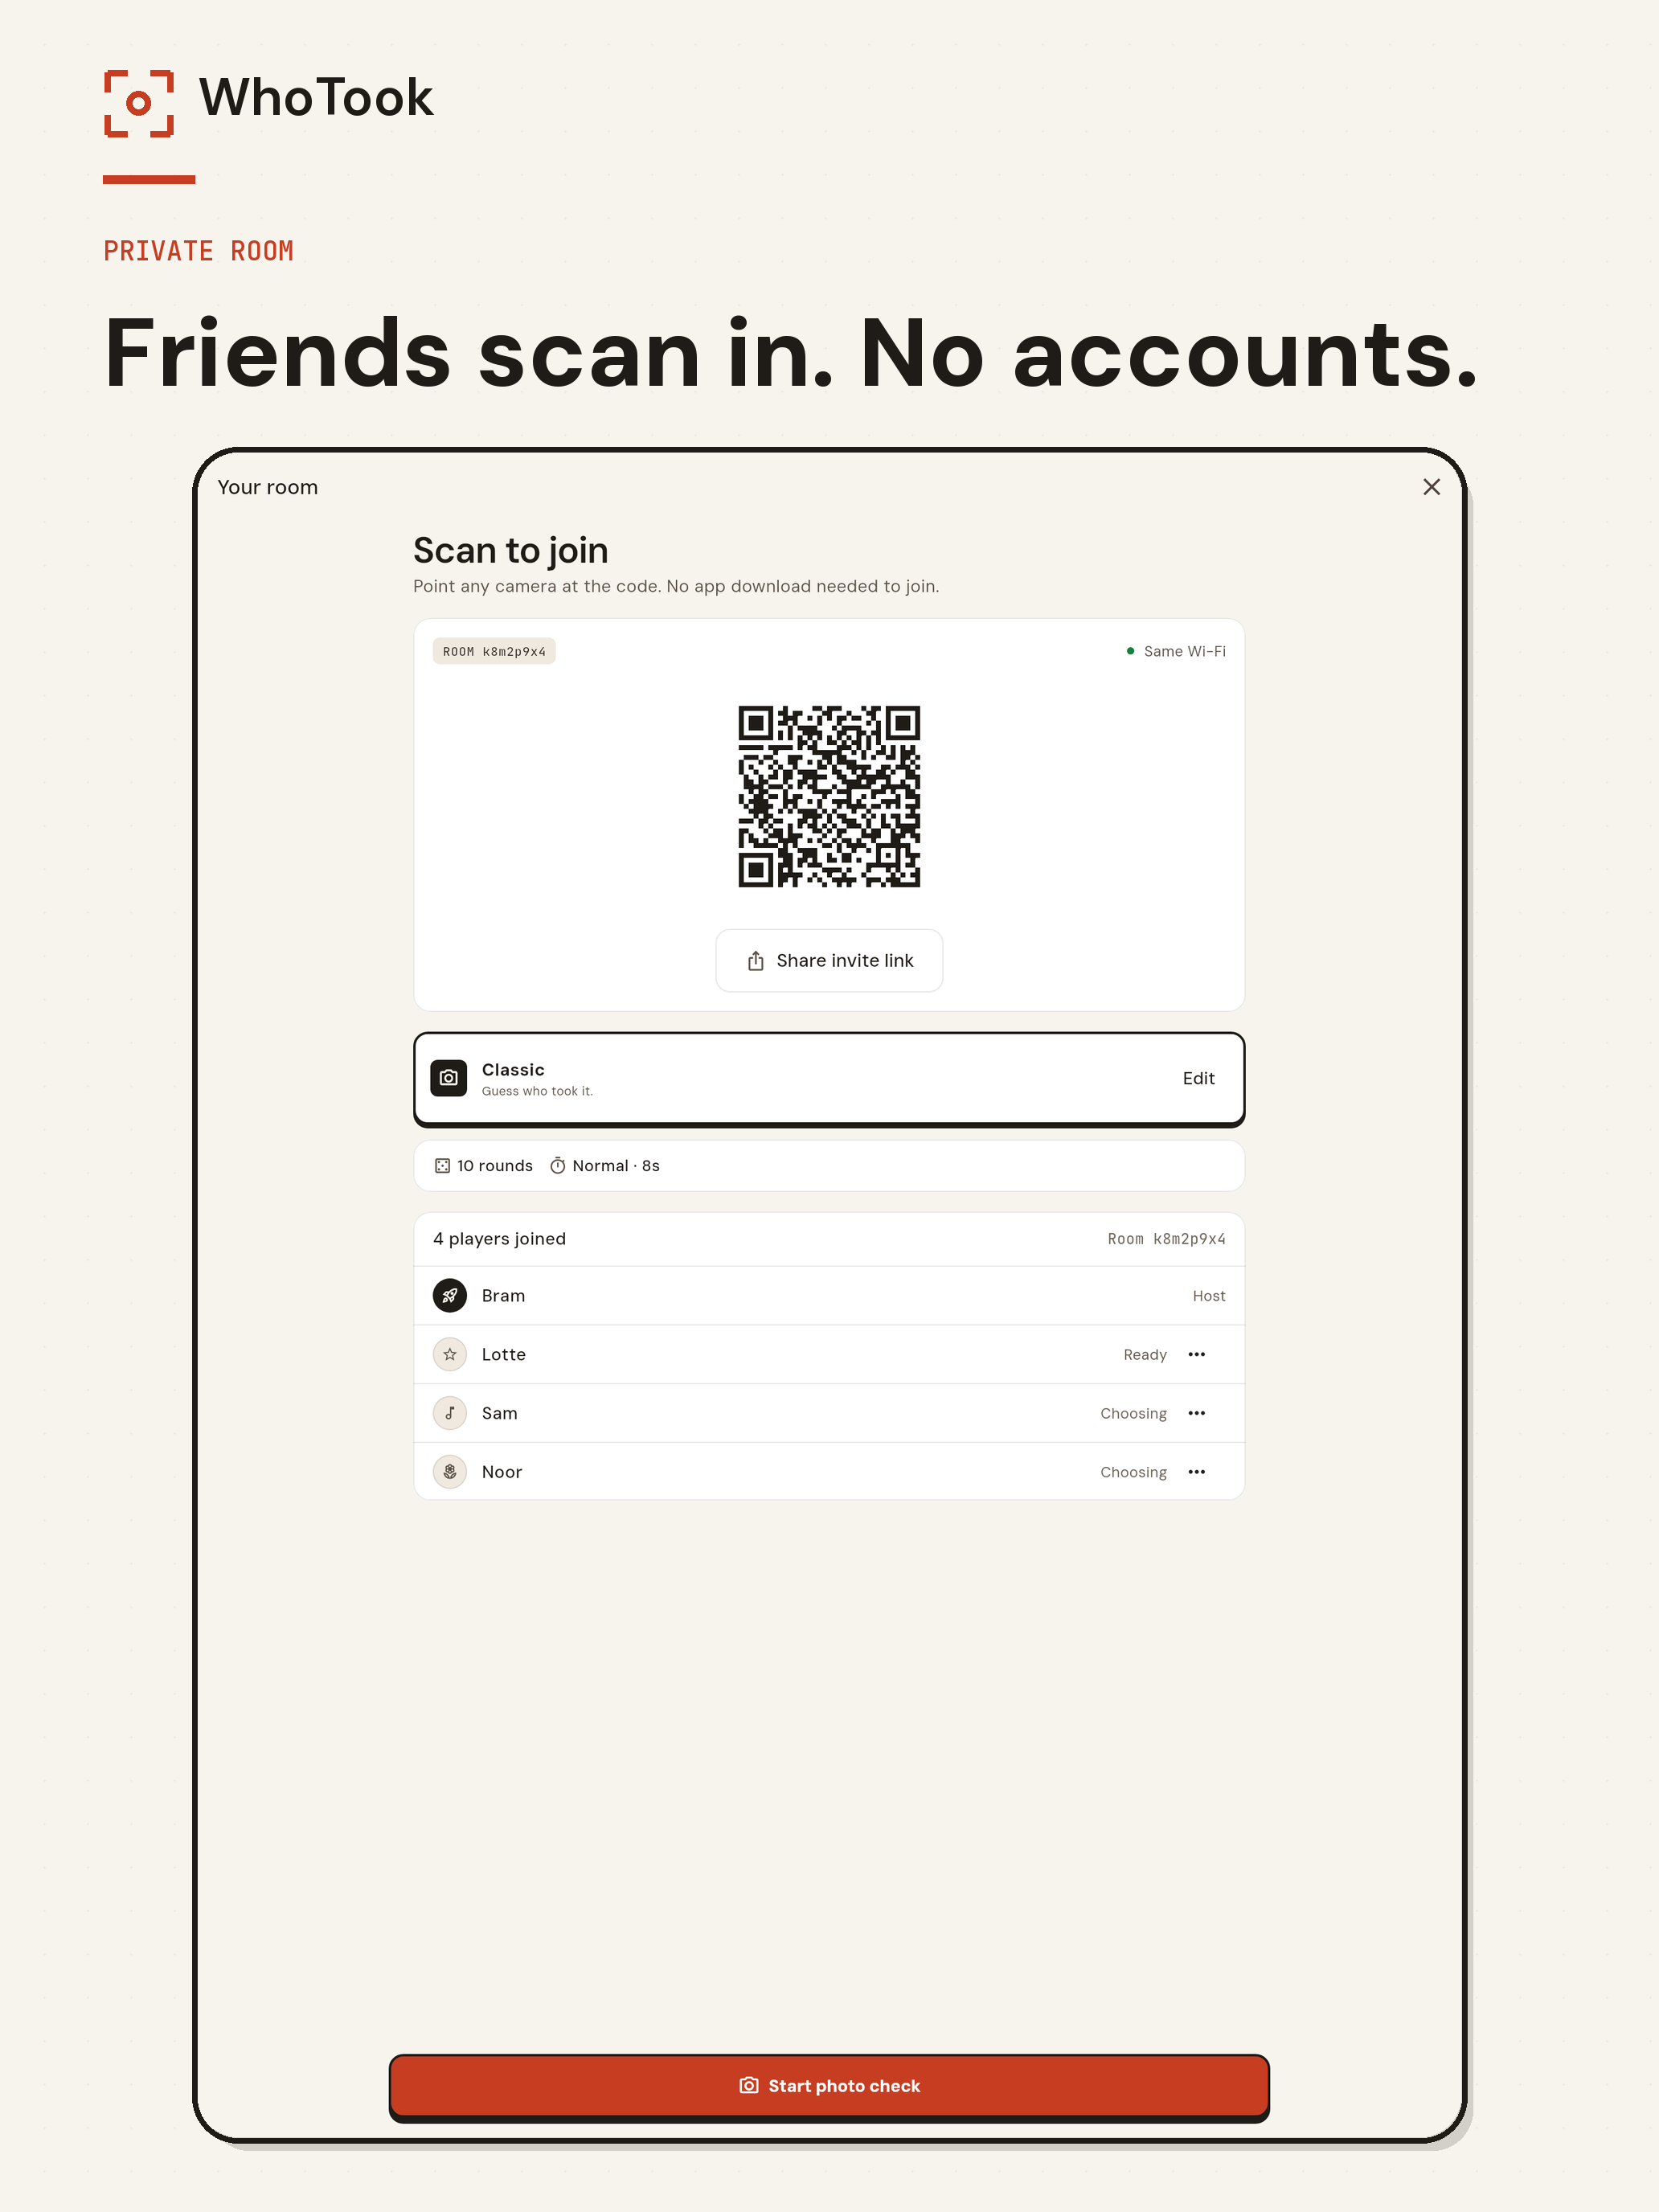 WhoTook
PRIVATE ROOM
Friends scan in. No accounts.
Your room
Scan to join
Point any camera at the code. No app download needed to join.
ROOM k8m2p9x4
Same Wi-Fi
Share invite link
Classic
Guess who took it.
Edit
10 rounds Normal · 8s
4 players joined
Room k8m2p9x4
Bram
Host
Lotte
Ready
Sam
Choosing
Noor
Choosing
Start photo check